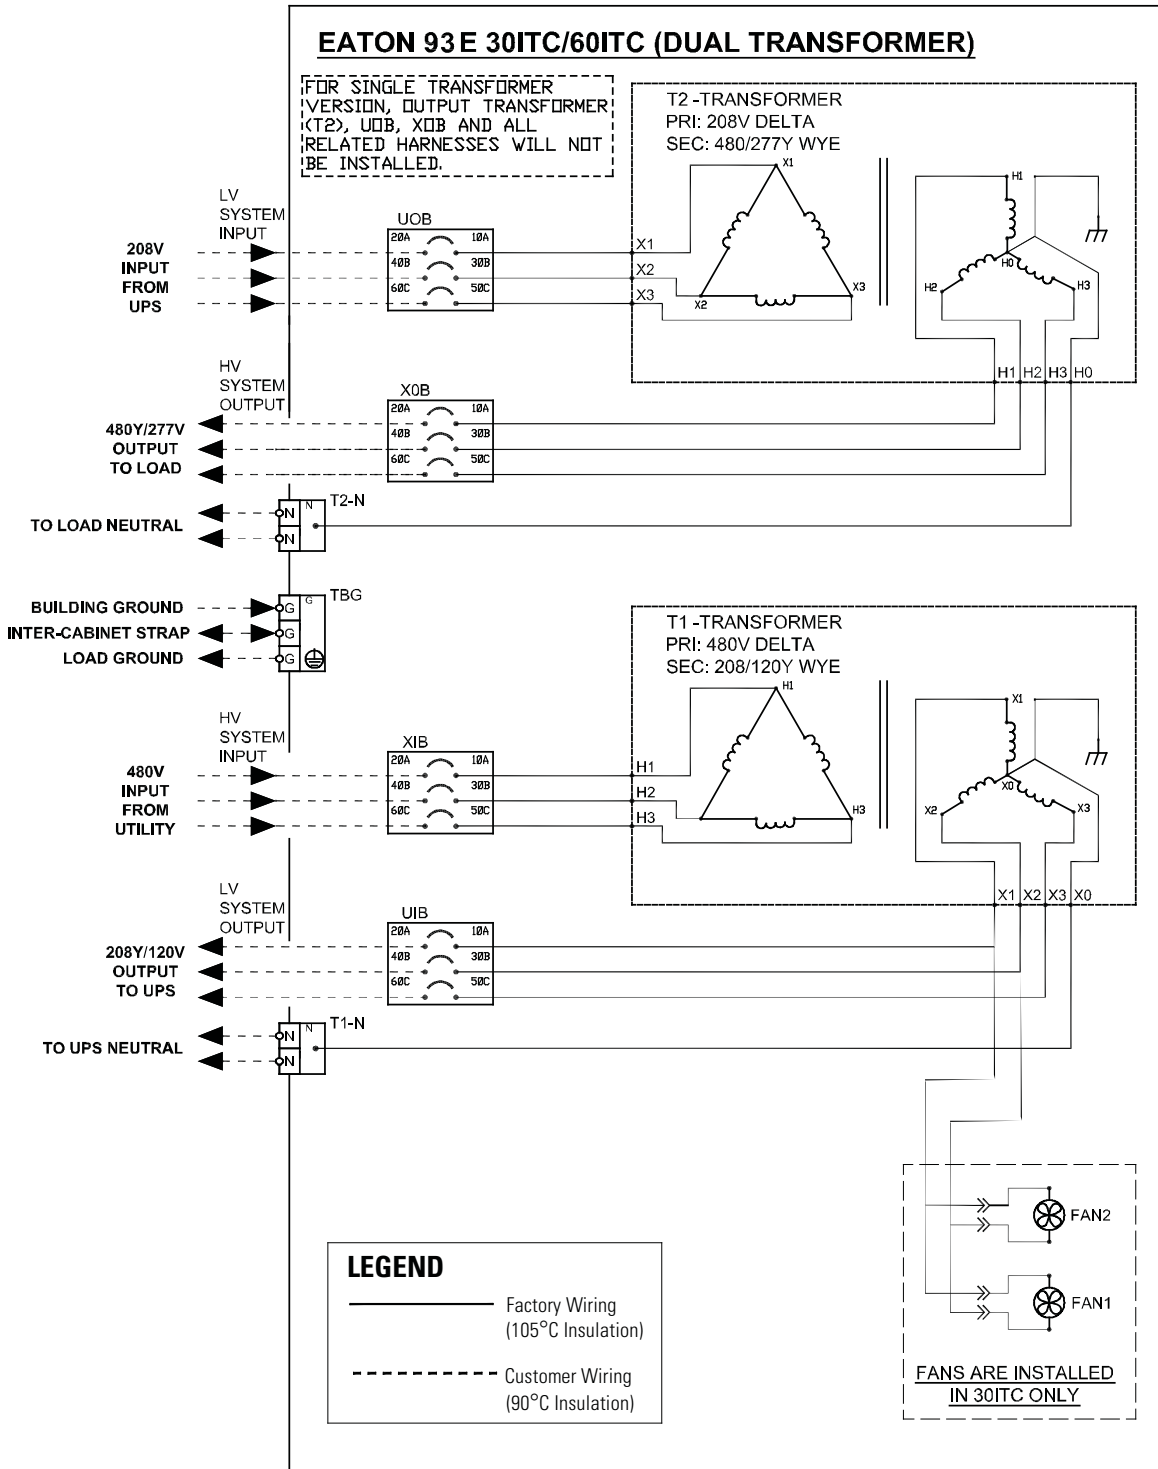 EATON 93E 30ITC/60ITC (DUAL TRANSFORMER)
FOR SINGLE TRANSFORMER
VERSION, OUTPUT TRANSFORMER
(T2), UOB, XOB AND ALL
RELATED HARNESSES WILL NOT
BE INSTALLED.
T2 -TRANSFORMER
PRI: 208V DELTA
SEC: 480/277Y WYE
X1
X2
X3
H1
H0
H2
H3
LV
SYSTEM
INPUT
208V
INPUT
FROM
UPS
UOB
20A 10A
40B 30B
60C 50C
X1
X2
X3
H1 H2 H3 H0
HV
SYSTEM
OUTPUT
480Y/277V
OUTPUT
TO LOAD
X0B
20A 10A
40B 30B
60C 50C
TO LOAD NEUTRAL
N
N
N
T2-N
BUILDING GROUND
INTER-CABINET STRAP
LOAD GROUND
G
G
G
G
TBG
T1 -TRANSFORMER
PRI: 480V DELTA
SEC: 208/120Y WYE
H1
H3
X1
X0
X2
X3
HV
SYSTEM
INPUT
480V
INPUT
FROM
UTILITY
XIB
20A 10A
40B 30B
60C 50C
H1
H2
H3
X1 X2 X3 X0
LV
SYSTEM
OUTPUT
208Y/120V
OUTPUT
TO UPS
UIB
20A 10A
40B 30B
60C 50C
TO UPS NEUTRAL
N
N
N
T1-N
FAN2
FAN1
FANS ARE INSTALLED
IN 30ITC ONLY
LEGEND
Factory Wiring
(105°C Insulation)
Customer Wiring
(90°C Insulation)